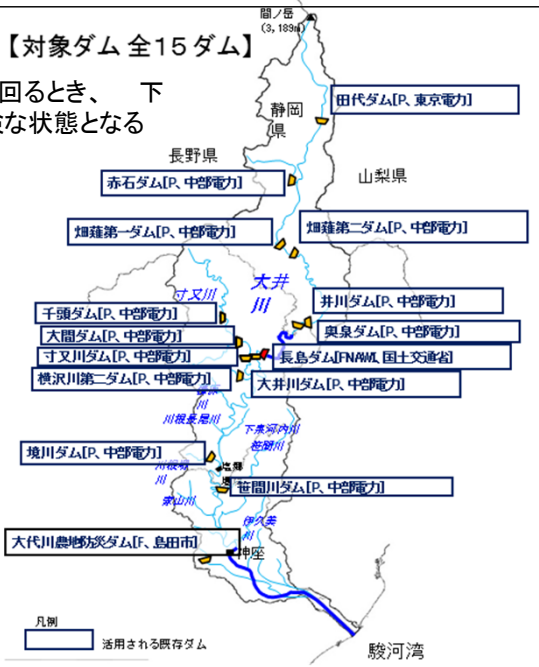 間ノ岳
(3,189m)
【対象ダム 全15ダム】
回るとき、 下
な状態となる
静岡県
田代ダム[P、東京電力]
長野県
山梨県
赤石ダム[P、中部電力]
畑薙第一ダム[P、中部電力]
畑薙第二ダム[P、中部電力]
大井川
寸又川
井川ダム[P、中部電力]
千頭ダム[P、中部電力]
奥泉ダム[P、中部電力]
大間ダム[P、中部電力]
寸又川ダム[P、中部電力]
長島ダム[FNAWI、国土交通省]
横沢川第二ダム[P、中部電力]
大井川ダム[P、中部電力]
川
川根長尾川
下泉河内川
笹間川
境川ダム[P、中部電力]
川
塩郷
笹間川ダム[P、中部電力]
家山川
伊久美川
大代川農地防災ダム[F、島田市]
神座
凡例
活用される既存ダム
駿河湾